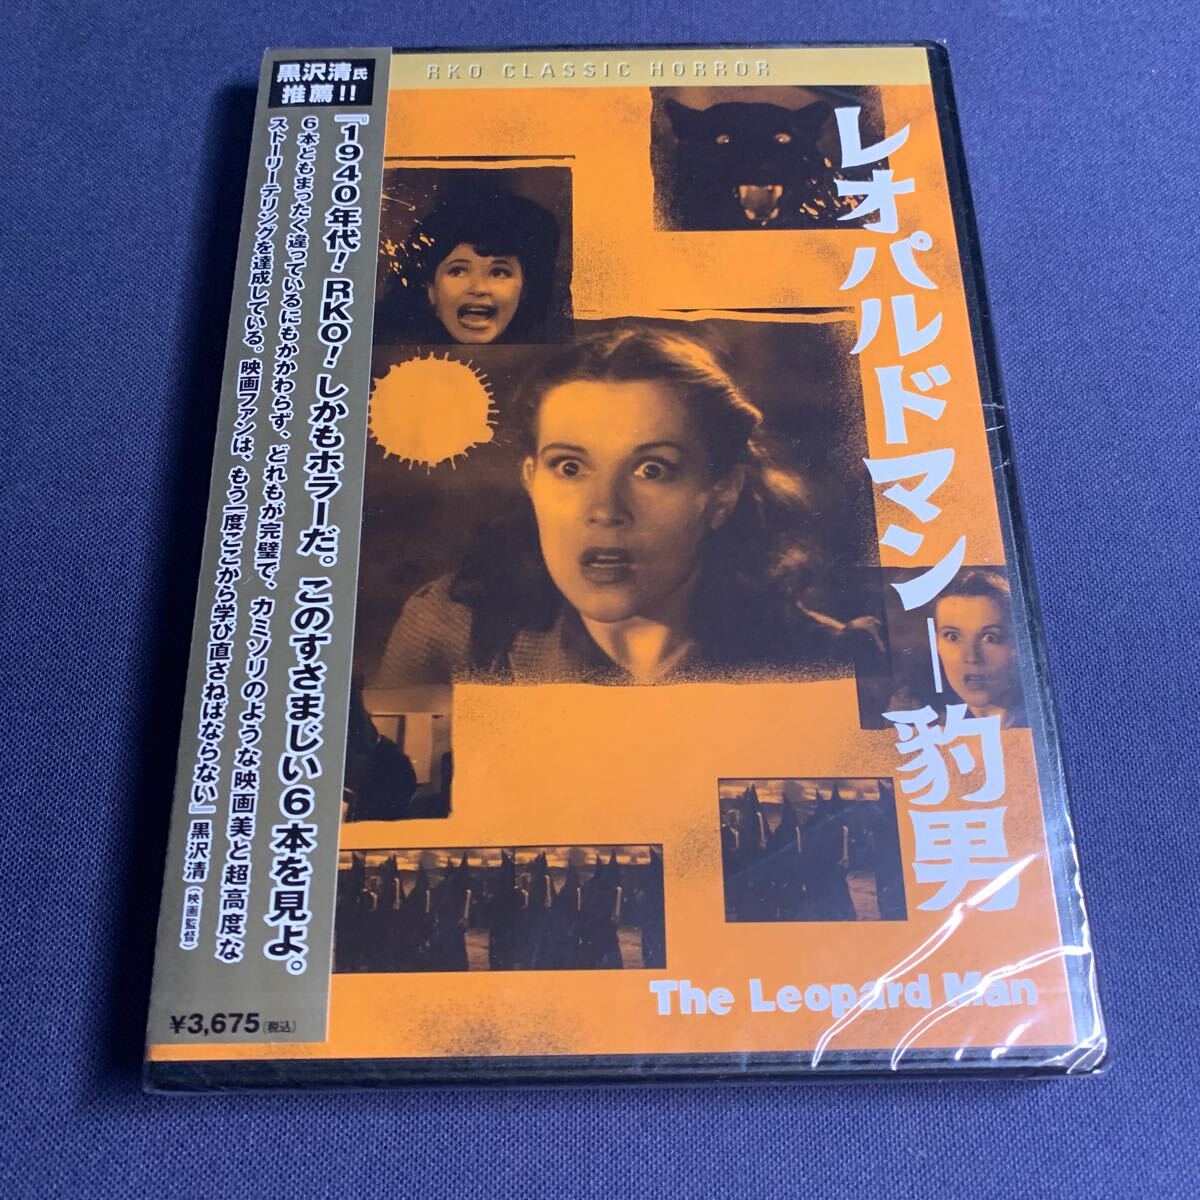 黒沢清氏
推薦!!
『1940年代!RKO!しかもホラーだ。このすさまじい6本を見よ。
6本ともまったく違っているにもかかわらず、どれもが完璧で、カミソリのような映画美と超高度な
ストーリーテリングを達成している。映画ファンは、もう一度ここから学び直さねばならない』黒沢清(映画監督)
¥3,675(税込)
RKO CLASSIC HORROR
レオパルドマン―豹男
The Leopard Man